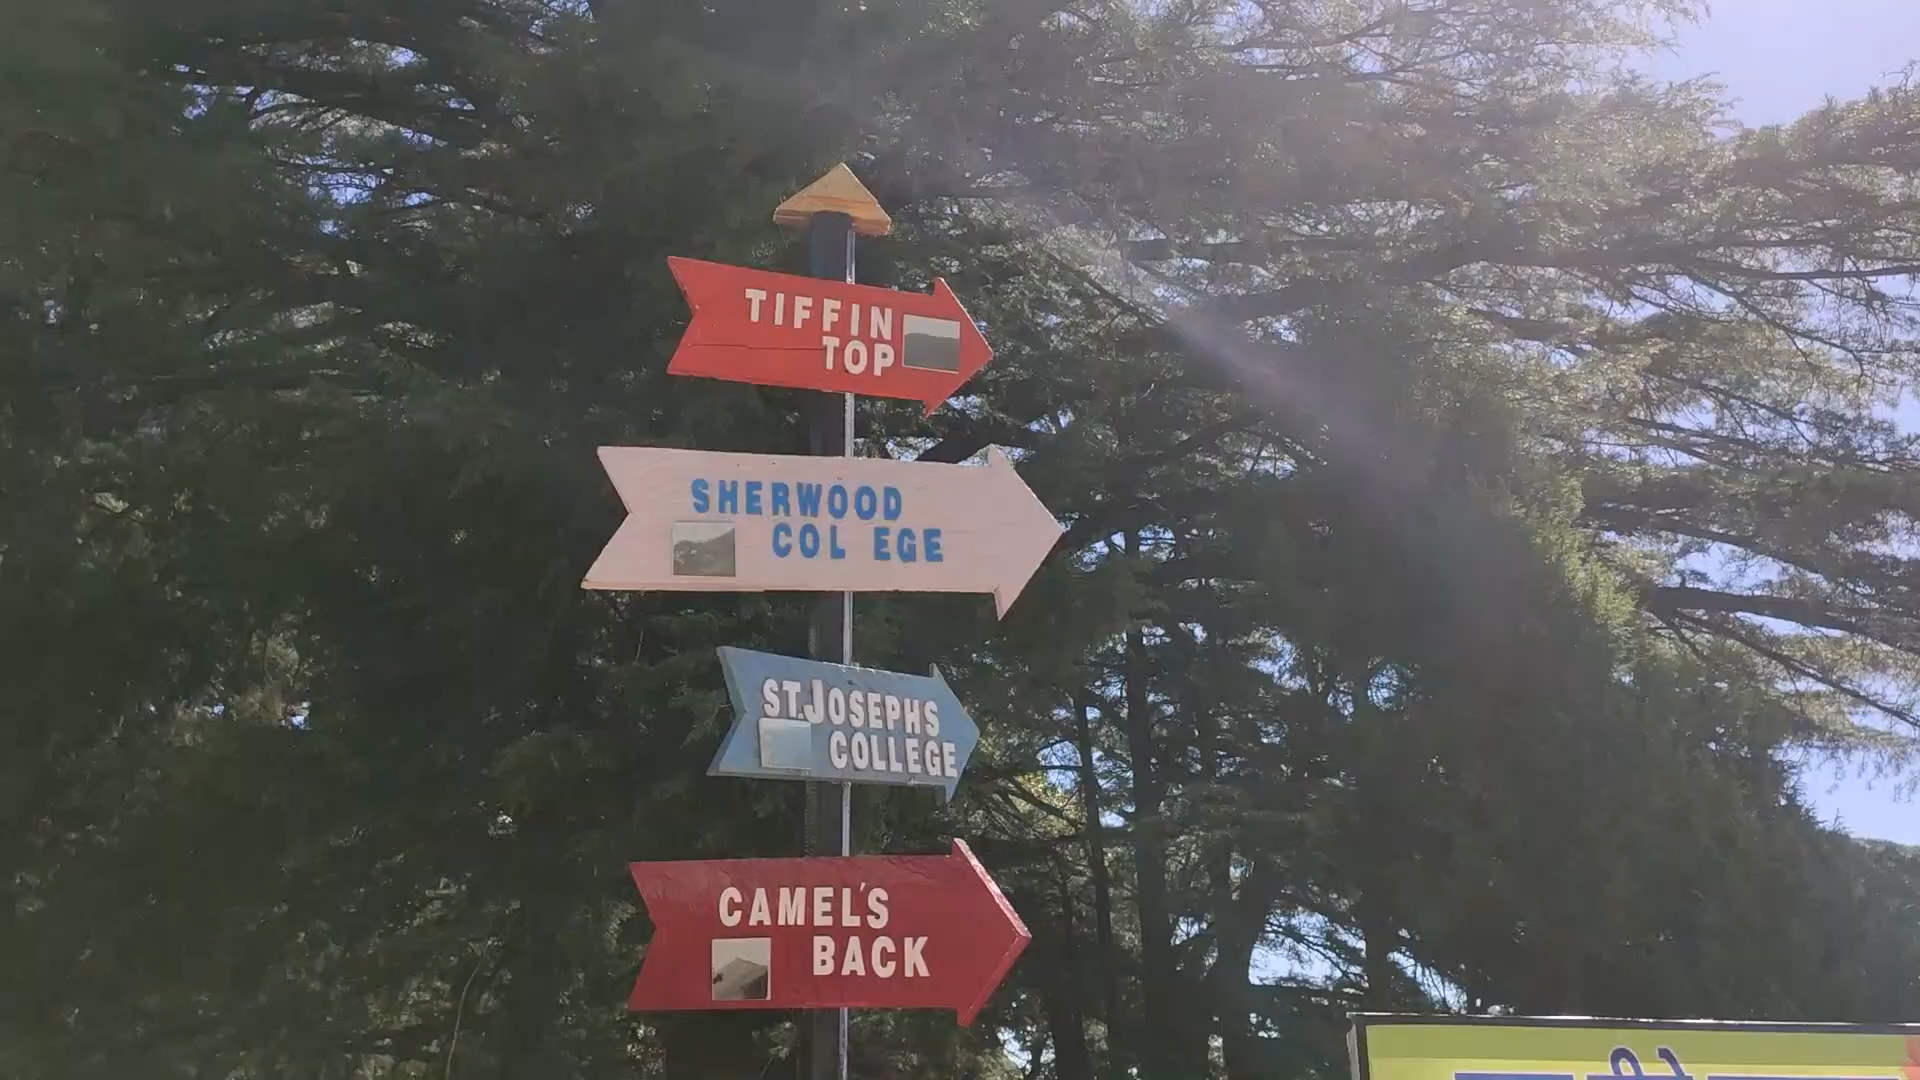 TIFFIN
TOP
SHERWOOD
COL EGE
ST.JOSEPHS
COLLEGE
CAMEL'S
BACK